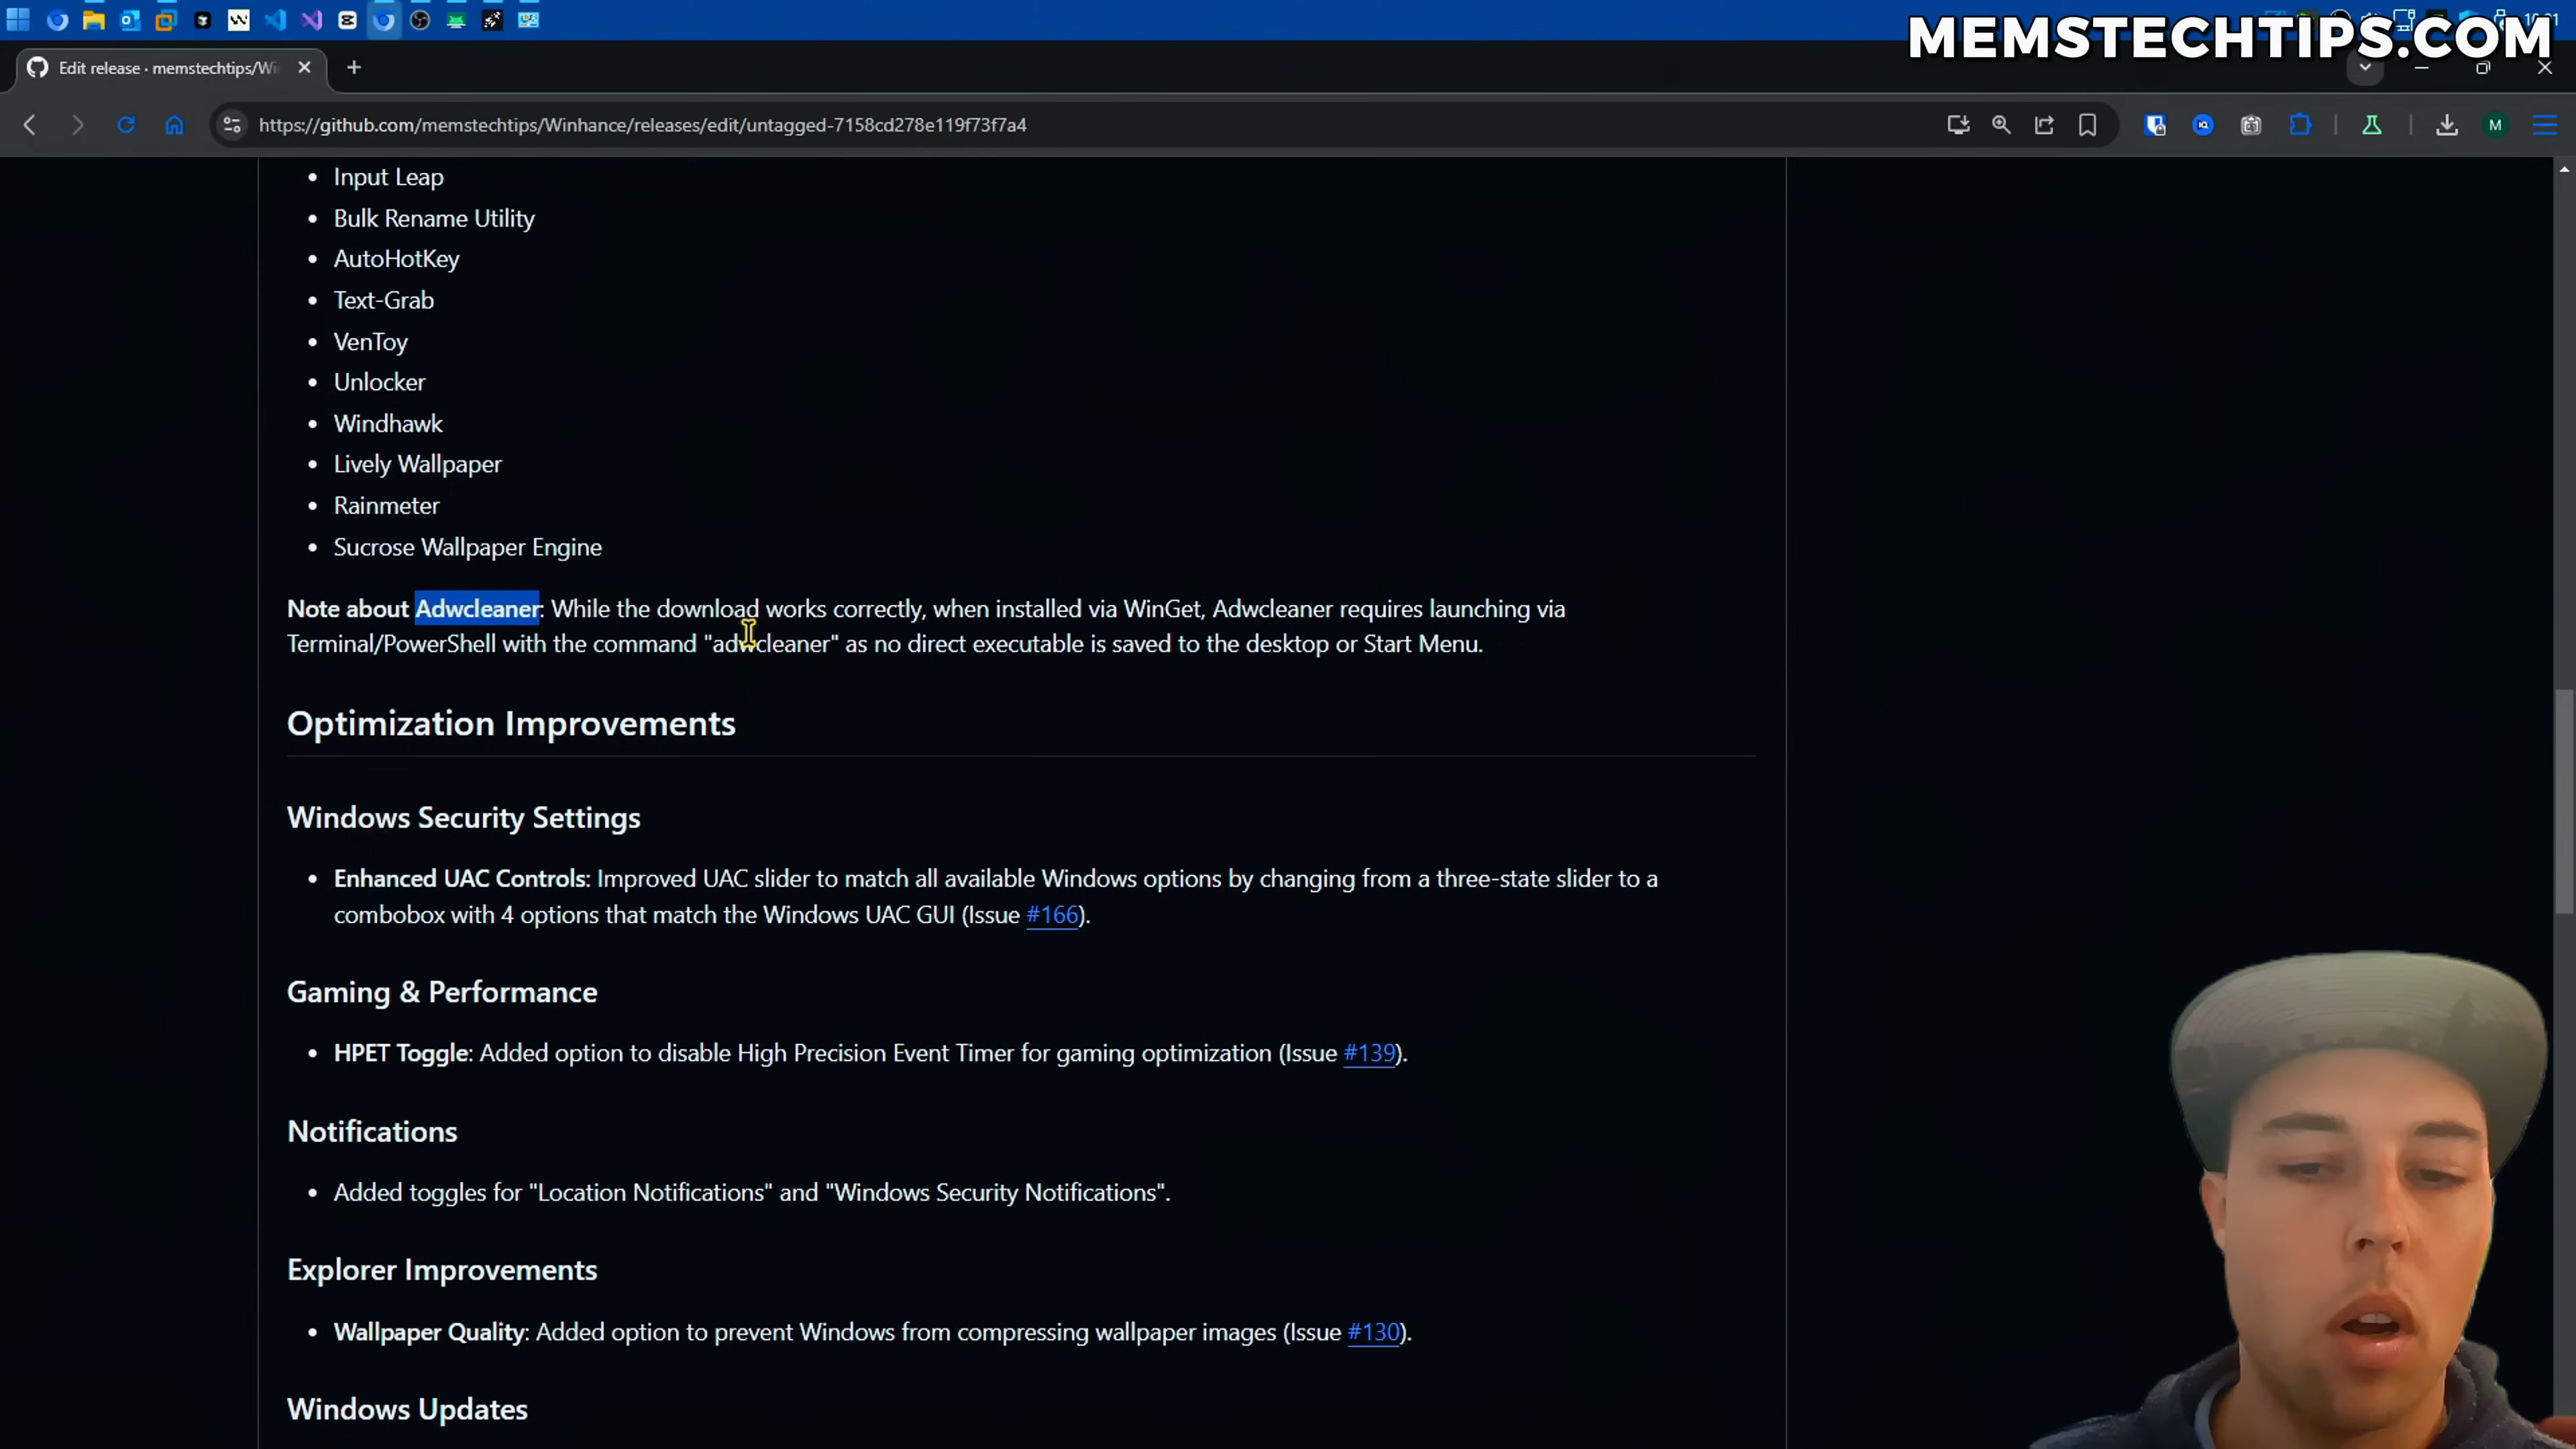 MEMSTECHTIPS.COM
Edit release · memstechtips/Wi
https://github.com/memstechtips/Winhance/releases/edit/untagged-7158cd278e119f73f7a4
M
• Input Leap
• Bulk Rename Utility
• AutoHotKey
• Text-Grab
• VenToy
• Unlocker
• Windhawk
• Lively Wallpaper
• Rainmeter
• Sucrose Wallpaper Engine
Note about Adwcleaner: While the download works correctly, when installed via WinGet, Adwcleaner requires launching via
Terminal/PowerShell with the command "adwcleaner" as no direct executable is saved to the desktop or Start Menu.
Optimization Improvements
Windows Security Settings
• Enhanced UAC Controls: Improved UAC slider to match all available Windows options by changing from a three-state slider to a
combobox with 4 options that match the Windows UAC GUI (Issue #166).
Gaming & Performance
• HPET Toggle: Added option to disable High Precision Event Timer for gaming optimization (Issue #139).
Notifications
• Added toggles for "Location Notifications" and "Windows Security Notifications".
Explorer Improvements
• Wallpaper Quality: Added option to prevent Windows from compressing wallpaper images (Issue #130).
Windows Updates